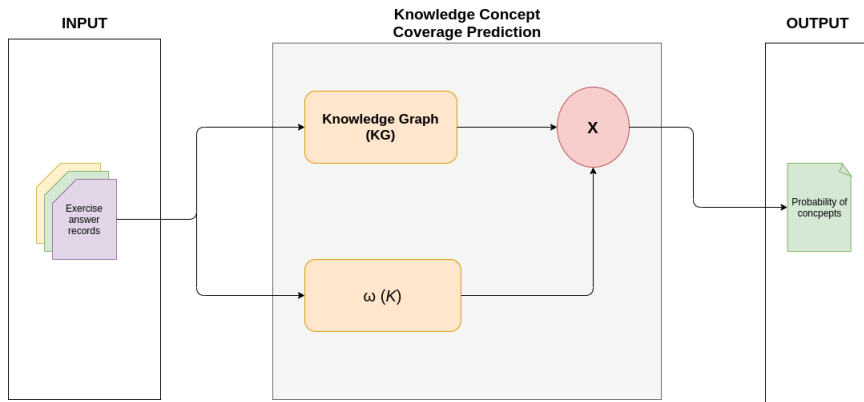 INPUT
Knowledge Concept
Coverage Prediction
OUTPUT
Knowledge Graph
(KG)
X
Exercise
answer
records
Probability of
concpepts
ω (K)